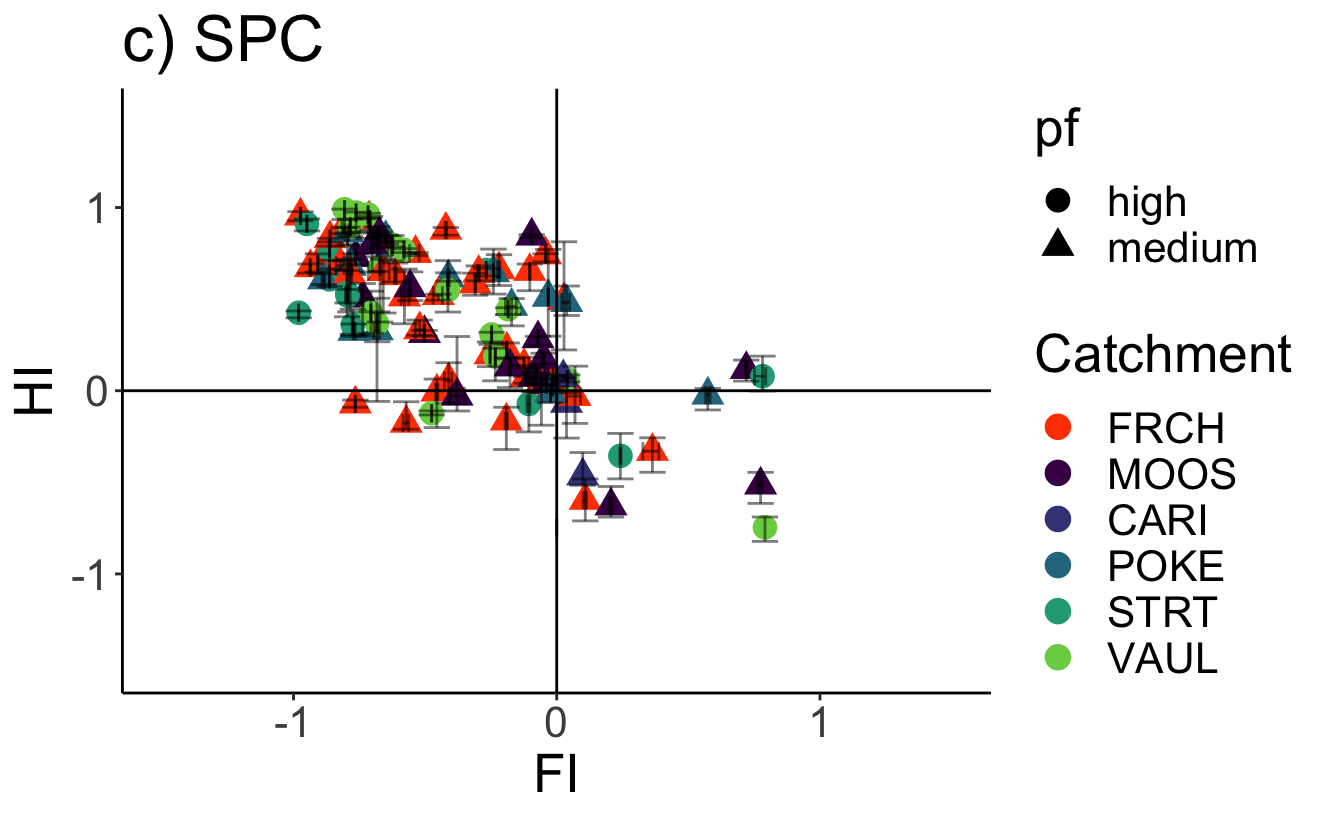 c) SPC
HI
1
0
-1
-1
0
1
FI
pf
high
medium
Catchment
FRCH
MOOS
CARI
POKE
STRT
VAUL